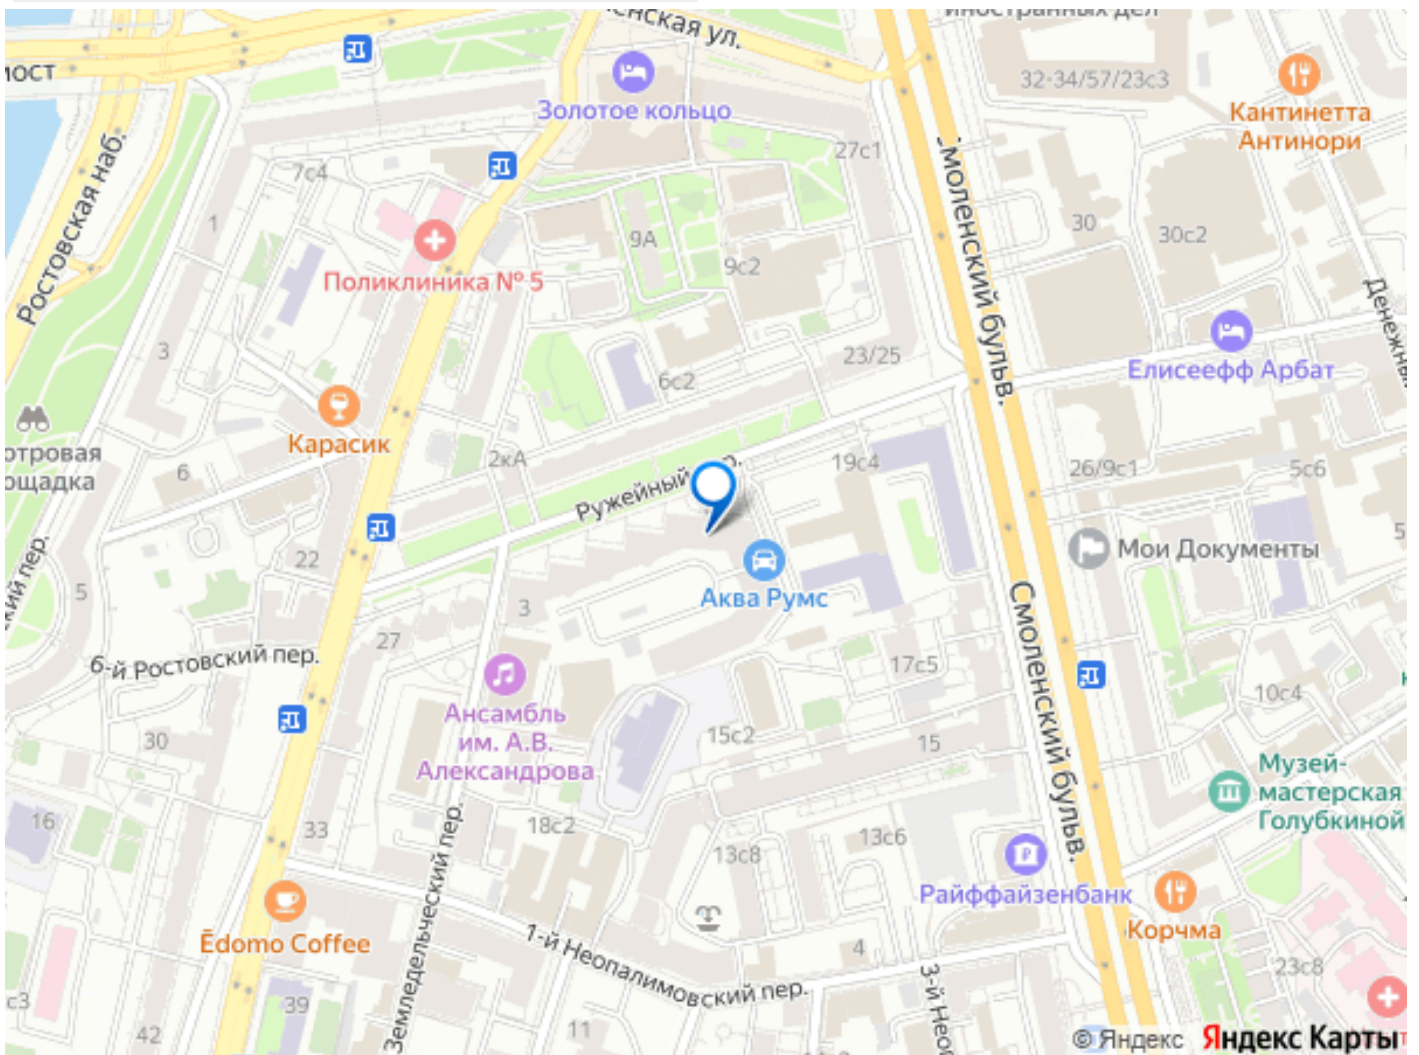 ул.
иностранных дел
32-34/57/23с3
Золотое кольцо
Кантинетта
Антинори
27с1
7с4
Ростовская наб.
1
Смоленский бульв.
30
30с2
9А
9с2
Поликлиника № 5
3
23/25
6с2
Елисеефф Арбат
Карасик
6
2кА
Ружейный
19с4
26/9с1
5с6
22
Мои Документы
Аква Румс
5
3
27
6-й Ростовский пер.
17с5
Смоленский бульв.
10с4
Ансамбль
им. А.В.
Александрова
30
15с2
15
Музей-
мастерская
Голубкиной
16
33
18с2
13с8
13с6
Райффайзенбанк
Земледельческий пер.
Ēdomo Coffee
Корчма
1-й Неопалимовский пер.
4
3-й
23с8
39
42
11
© Яндекс Яндекс Карты